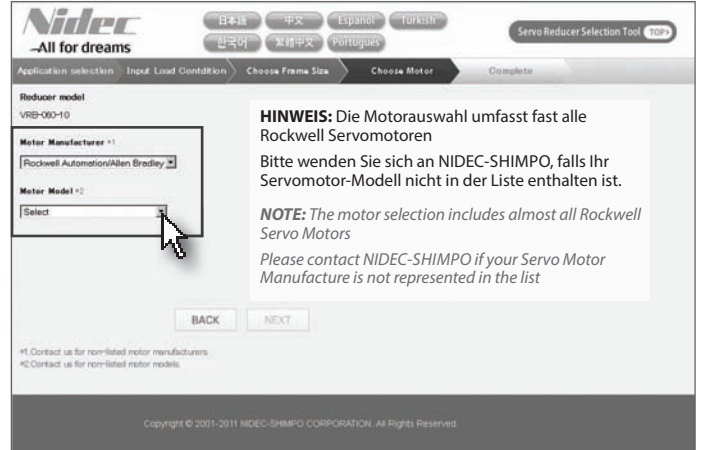 Nidec
–All for dreams
日本語 中文 Español Turkish
한국어 繁體中文 Portugues
Servo Reducer Selection Tool TOP>
Application selection Input Load Contdition Choose Frame Size Choose Motor Complete
Reducer model
VRB-060-10
Motor Manufacturer *1
Rockwell Automation/Allen Bradley
Motor Model *2
Select
HINWEIS: Die Motorauswahl umfasst fast alle
Rockwell Servomotoren
Bitte wenden Sie sich an NIDEC-SHIMPO, falls Ihr
Servomotor-Modell nicht in der Liste enthalten ist.
NOTE: The motor selection includes almost all Rockwell
Servo Motors
Please contact NIDEC-SHIMPO if your Servo Motor
Manufacture is not represented in the list
BACK NEXT
*1.Contact us for non-listed motor manufacturers.
*2.Contact us for non-listed motor models.
Copyright © 2001-2011 NIDEC-SHIMPO CORPORATION. All Rights Reserved.